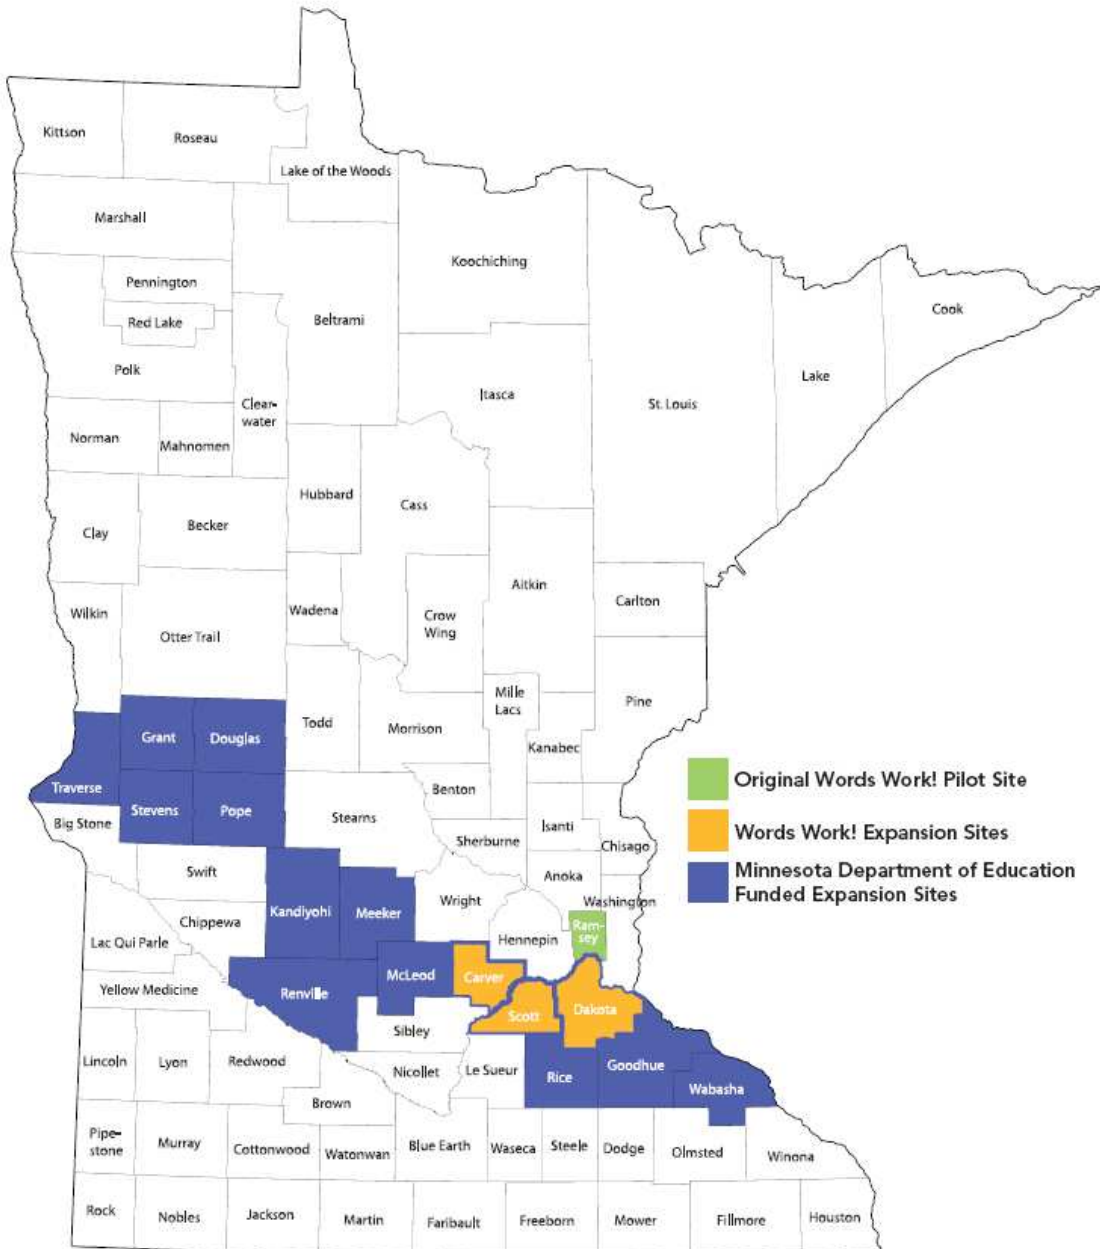 Kittson
Roseau
Lake of the Woods
Marshall
Koochiching
Pennington
Cook
Red Lake
Beltrami
Polk
Lake
Itasca
Clear-
water
St. Louis
Norman
Mahnomen
Hubbard
Cass
Becker
Clay
Aitkin
Carlton
Wadena
Wilkin
Crow
Wing
Otter Trail
Mille
Lacs
Pine
Todd
Morrison
Grant
Douglas
Kanabec
Original Words Work! Pilot Site
Traverse
Benton
Stevens
Pope
Stearns
Big Stone
Isanti
Words Work! Expansion Sites
Sherburne
Chisago
Minnesota Department of Education
Funded Expansion Sites
Swift
Anoka
Wright
Washington
Kandiyohi
Meeker
Chippewa
Ram-
sey
Lac Qui Parle
Hennepin
McLeod
Carver
Yellow Medicine
Renville
Dakota
Scott
Sibley
Lincoln
Lyon
Redwood
Nicollet
Le Sueur
Rice
Goodhue
Wabasha
Brown
Pipe-
stone
Murray
Cottonwood
Watonwan
Blue Earth
Waseca
Steele
Dodge
Olmsted
Winona
Rock
Nobles
Jackson
Martin
Faribault
Freeborn
Mower
Fillmore
Houston